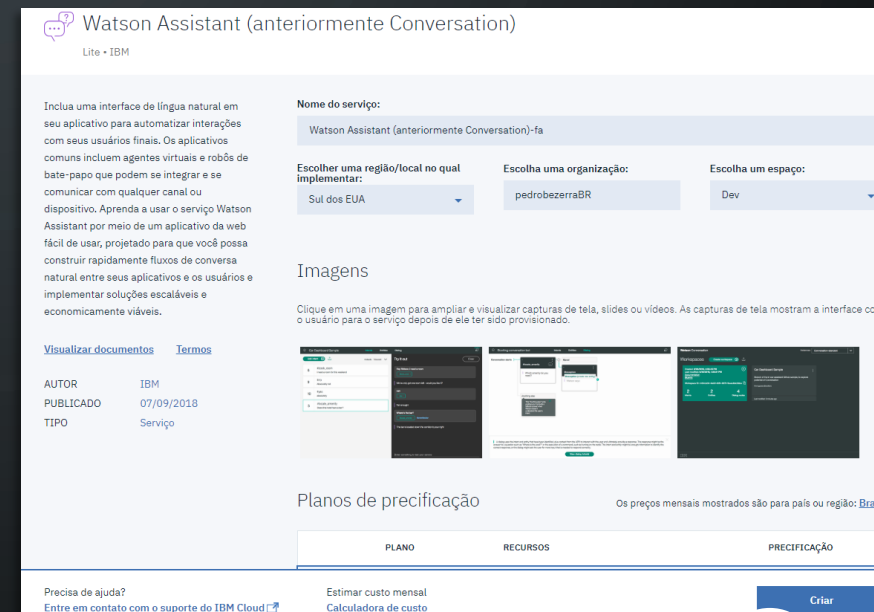 Watson Assistant (anteriormente Conversation)
Lite • IBM
Inclua uma interface de língua natural em
seu aplicativo para automatizar interações
com seus usuários finais. Os aplicativos
comuns incluem agentes virtuais e robôs de
bate-papo que podem se integrar e se
comunicar com qualquer canal ou
dispositivo. Aprenda a usar o serviço Watson
Assistant por meio de um aplicativo da web
fácil de usar, projetado para que você possa
construir rapidamente fluxos de conversa
natural entre seus aplicativos e os usuários e
implementar soluções escaláveis e
economicamente viáveis.
Visualizar documentos Termos
AUTOR IBM
PUBLICADO 07/09/2018
TIPO Serviço
Nome do serviço:
Watson Assistant (anteriormente Conversation)-fa
Escolher uma região/local no qual
implementar:
Sul dos EUA
Escolha uma organização:
pedrobezerraBR
Escolha um espaço:
Dev
Imagens
Clique em uma imagem para ampliar e visualizar capturas de tela, slides ou vídeos. As capturas de tela mostram a interface co
o usuário para o serviço depois de ele ter sido provisionado.
Planos de precificação
Os preços mensais mostrados são para país ou região: Bra
PLANO RECURSOS PRECIFICAÇÃO
Precisa de ajuda?
Entre em contato com o suporte do IBM Cloud
Estimar custo mensal
Calculadora de custo
Criar